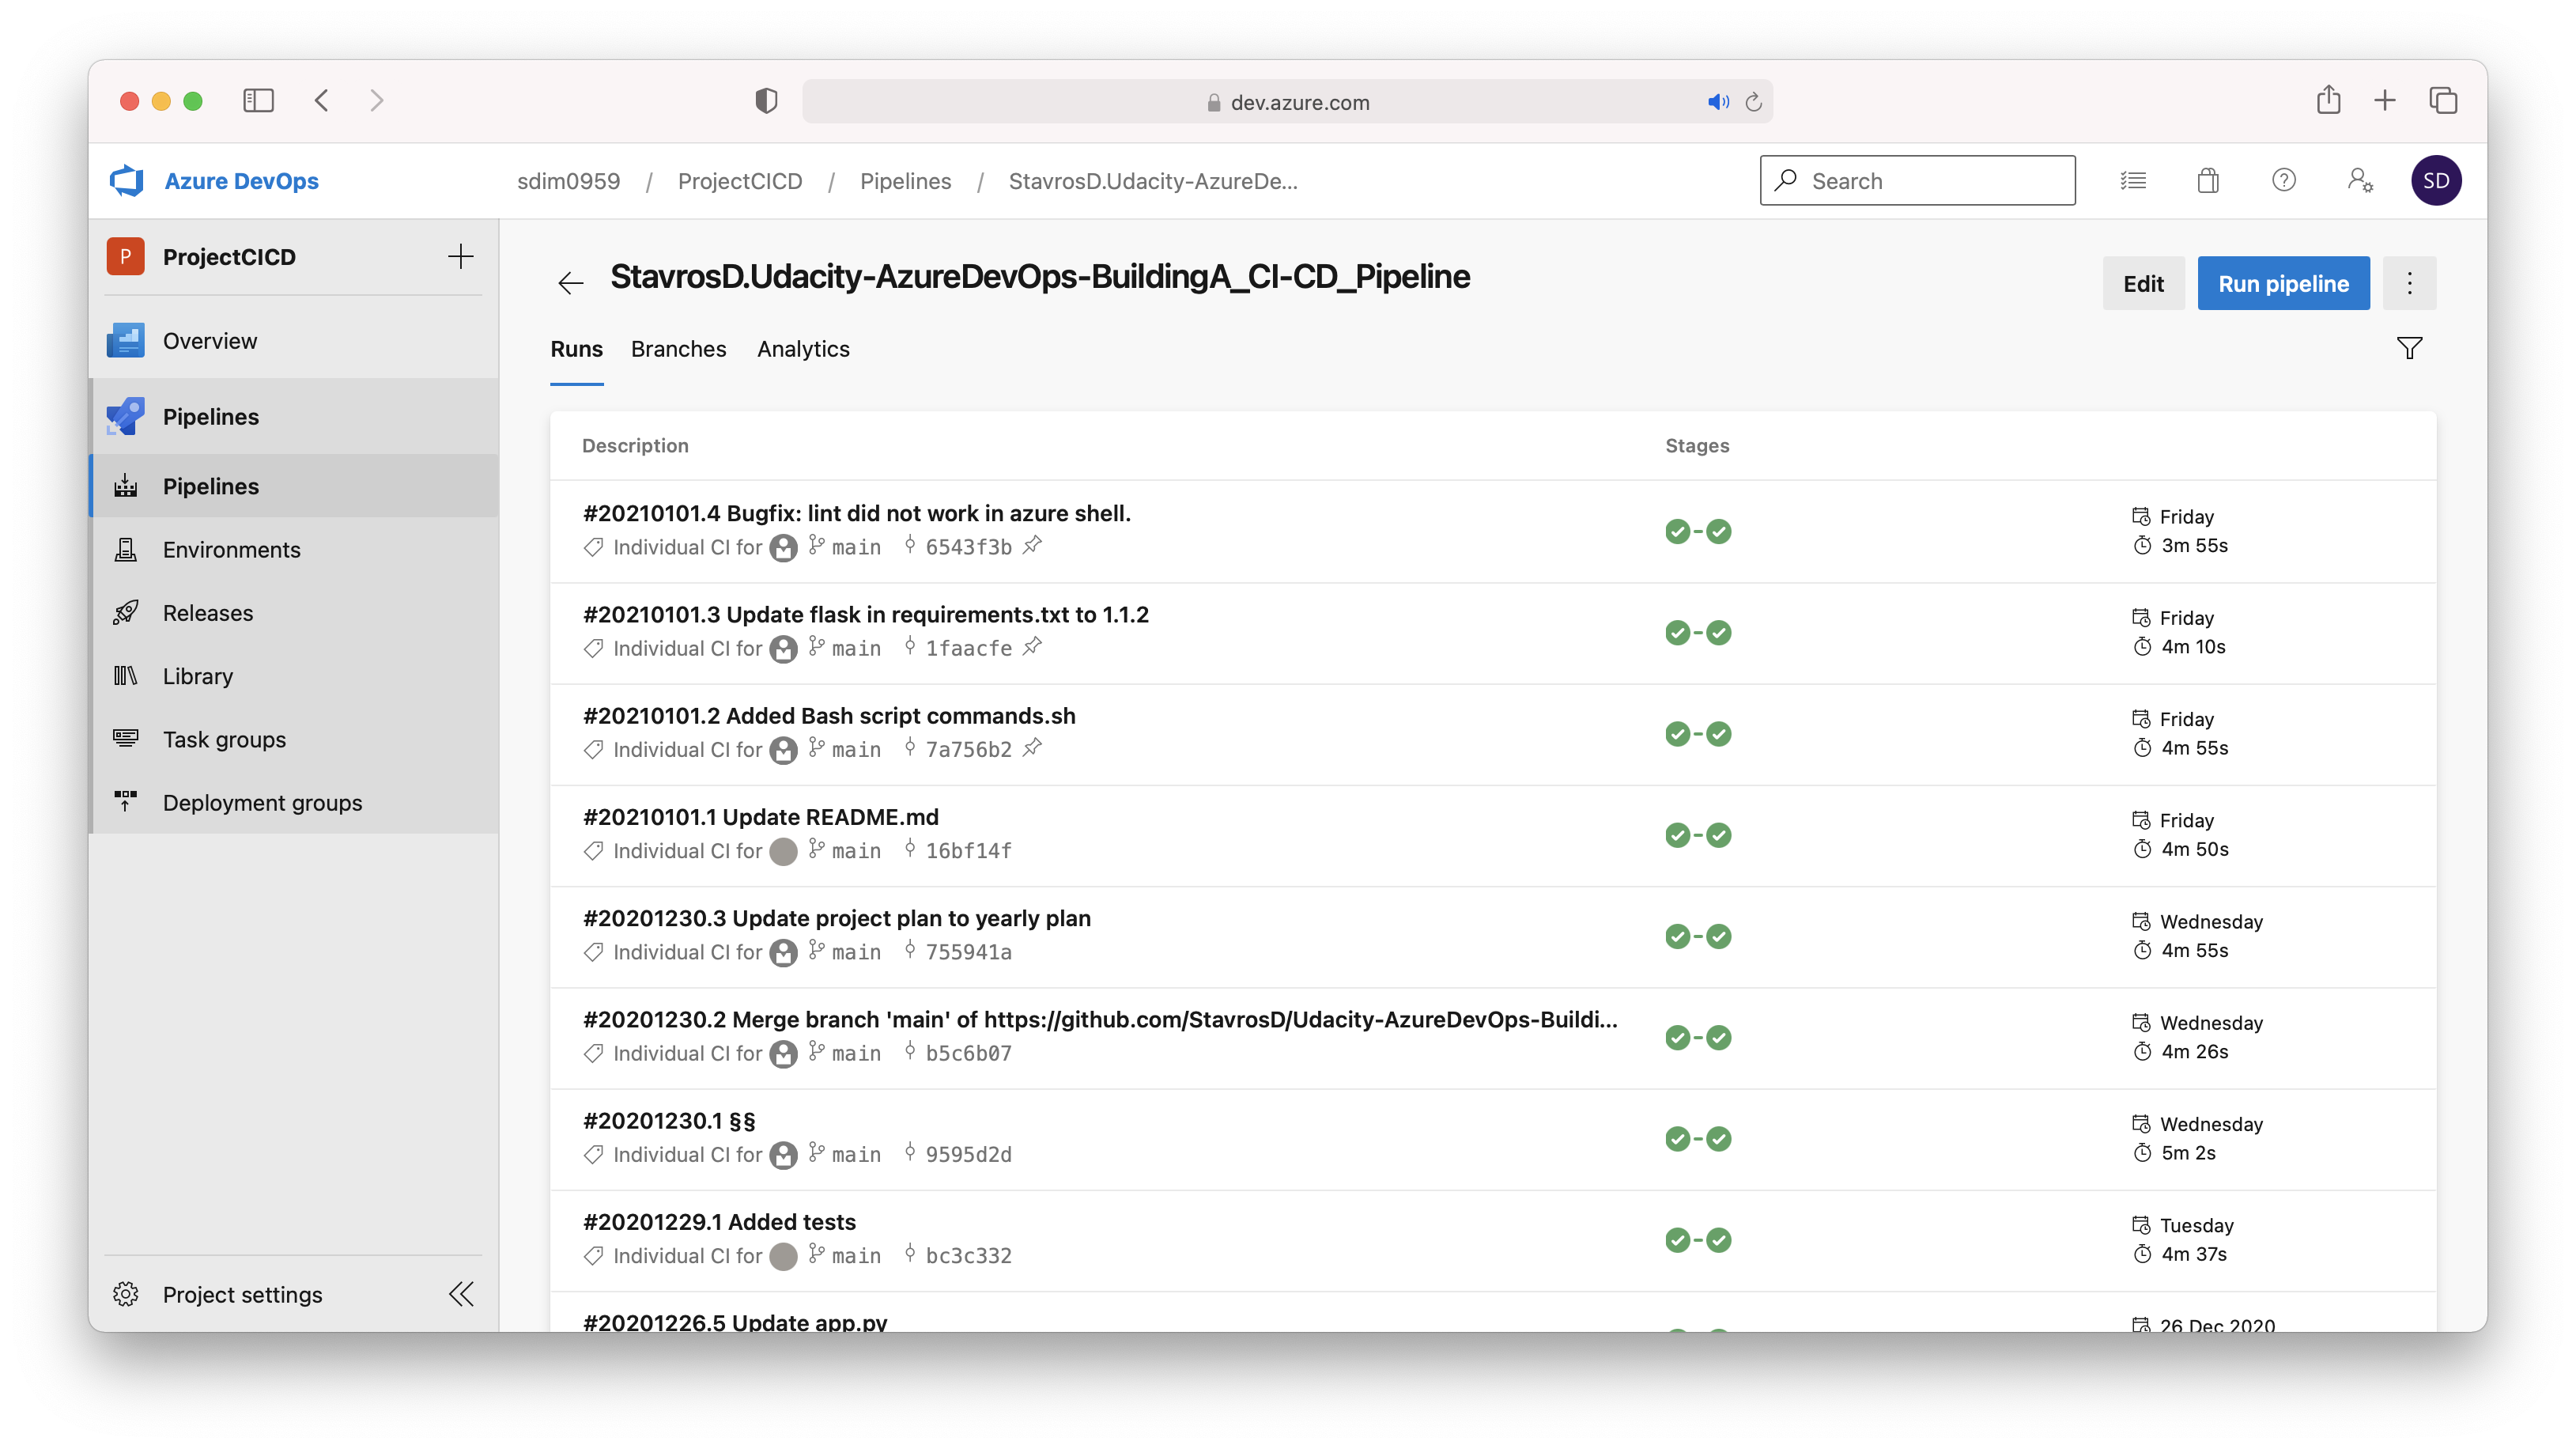 dev.azure.com
Azure DevOps
sdim0959 / ProjectCICD / Pipelines / StavrosD.Udacity-AzureDe...
Search
SD
P ProjectCICD
Overview
Pipelines
Pipelines
Environments
Releases
Library
Task groups
Deployment groups
Project settings
StavrosD.Udacity-AzureDevOps-BuildingA_CI-CD_Pipeline
Edit
Run pipeline
Runs Branches Analytics
Description Stages
#20210101.4 Bugfix: lint did not work in azure shell.
Individual CI for main 6543f3b
Friday
3m 55s
#20210101.3 Update flask in requirements.txt to 1.1.2
Individual CI for main 1faacfe
Friday
4m 10s
#20210101.2 Added Bash script commands.sh
Individual CI for main 7a756b2
Friday
4m 55s
#20210101.1 Update README.md
Individual CI for main 16bf14f
Friday
4m 50s
#20201230.3 Update project plan to yearly plan
Individual CI for main 755941a
Wednesday
4m 55s
#20201230.2 Merge branch 'main' of https://github.com/StavrosD/Udacity-AzureDevOps-Buildi...
Individual CI for main b5c6b07
Wednesday
4m 26s
#20201230.1 §§
Individual CI for main 9595d2d
Wednesday
5m 2s
#20201229.1 Added tests
Individual CI for main bc3c332
Tuesday
4m 37s
#20201226.5 Update app.py
26 Dec 2020